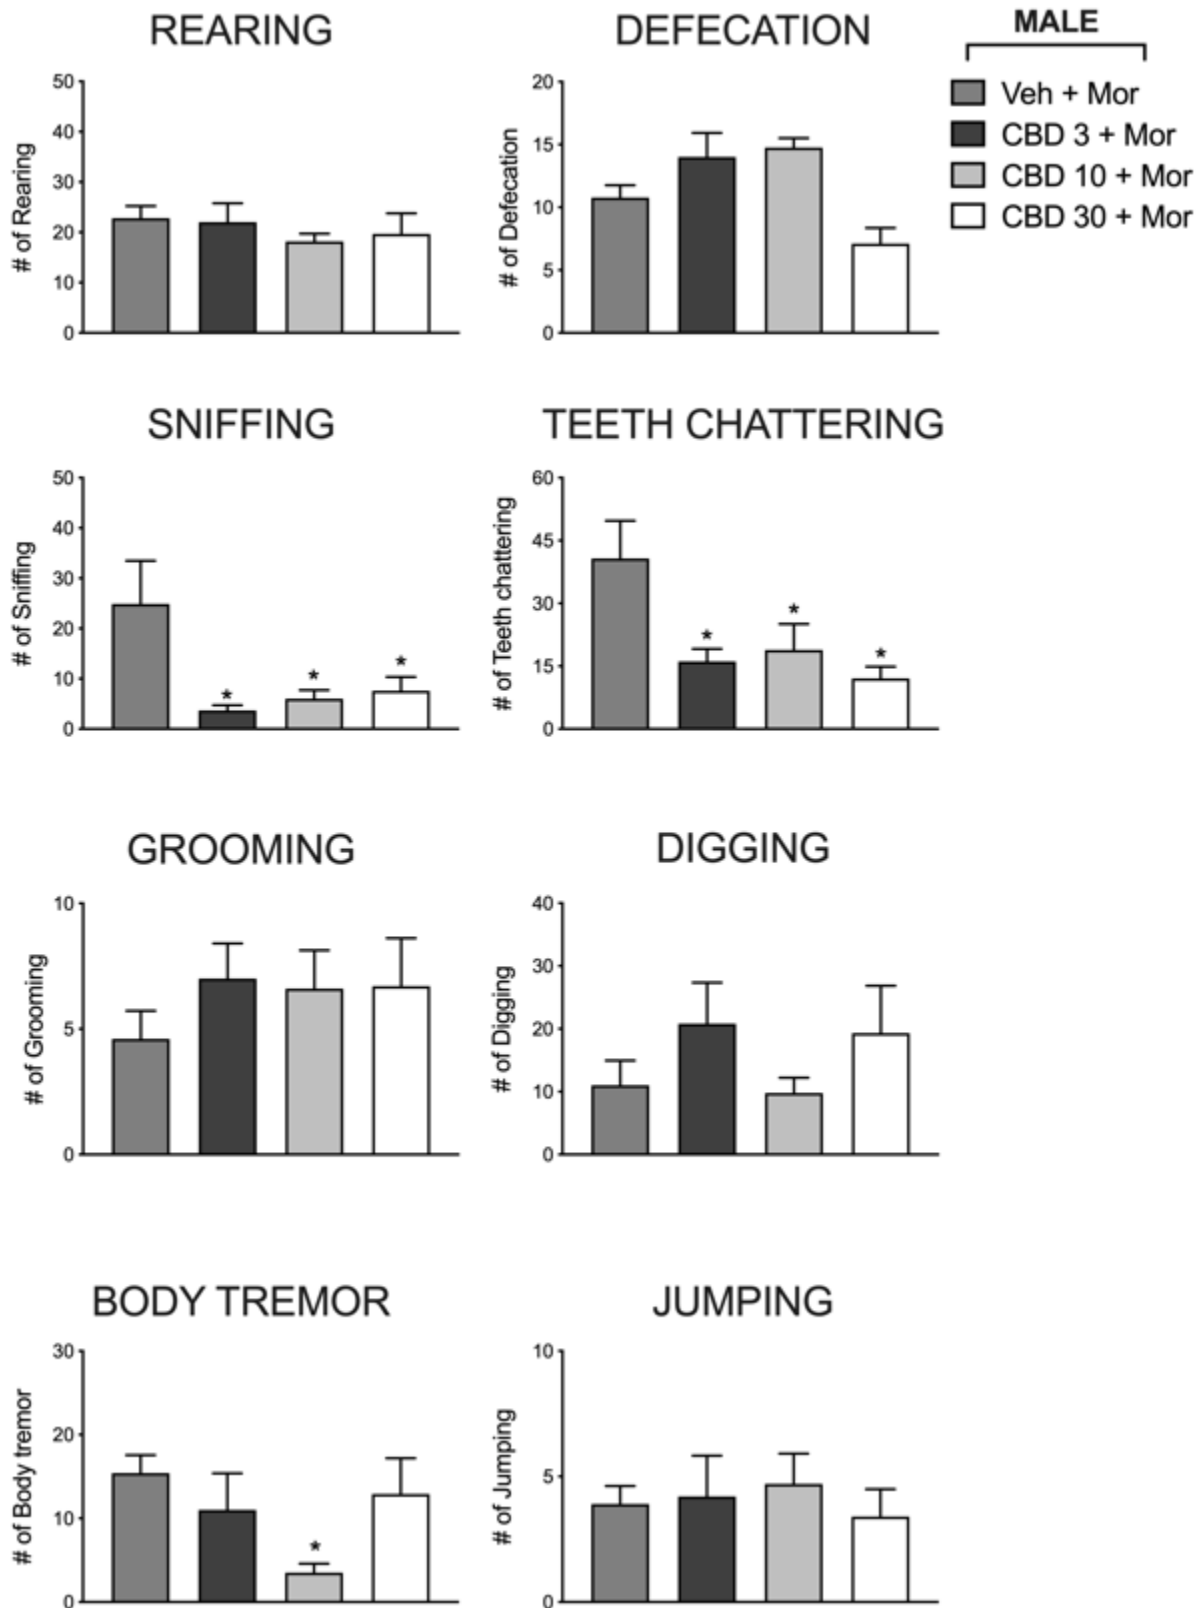 REARING
# of Rearing
50
40
30
20
10
0
DEFECATION
# of Defecation
20
15
10
5
0
MALE
Veh + Mor
CBD 3 + Mor
CBD 10 + Mor
CBD 30 + Mor
SNIFFING
# of Sniffing
50
40
30
20
10
0
*
*
*
TEETH CHATTERING
# of Teeth chattering
60
45
30
15
0
*
*
*
GROOMING
# of Grooming
10
5
0
DIGGING
# of Digging
40
30
20
10
0
BODY TREMOR
# of Body tremor
30
20
10
0
*
JUMPING
# of Jumping
10
5
0